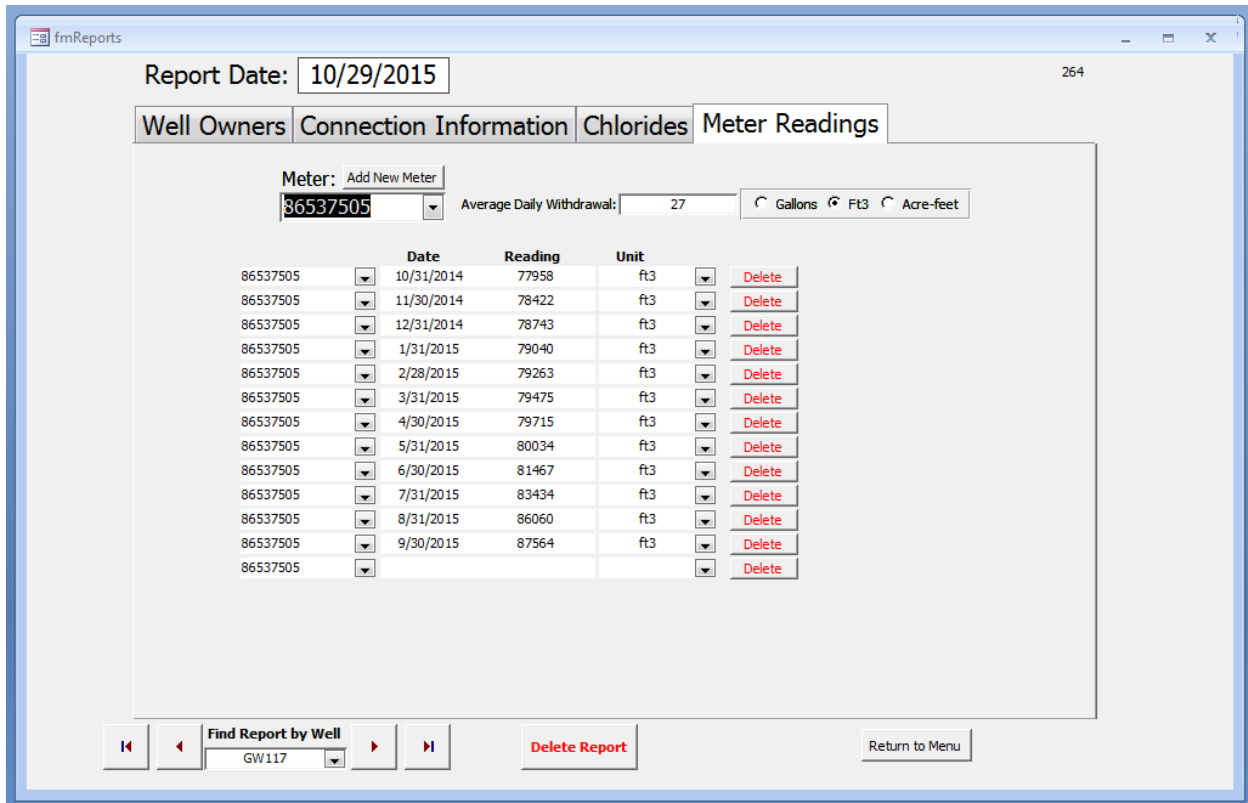 fmReports
Report Date: 10/29/2015 264
Well Owners Connection Information Chlorides Meter Readings
Meter: Add New Meter
86537505 Average Daily Withdrawal: 27 Gallons Ft3 Acre-feet
Date Reading Unit
86537505 10/31/2014 77958 ft3 Delete
86537505 11/30/2014 78422 ft3 Delete
86537505 12/31/2014 78743 ft3 Delete
86537505 1/31/2015 79040 ft3 Delete
86537505 2/28/2015 79263 ft3 Delete
86537505 3/31/2015 79475 ft3 Delete
86537505 4/30/2015 79715 ft3 Delete
86537505 5/31/2015 80034 ft3 Delete
86537505 6/30/2015 81467 ft3 Delete
86537505 7/31/2015 83434 ft3 Delete
86537505 8/31/2015 86060 ft3 Delete
86537505 9/30/2015 87564 ft3 Delete
86537505 Delete
Find Report by Well
GW117
Delete Report
Return to Menu